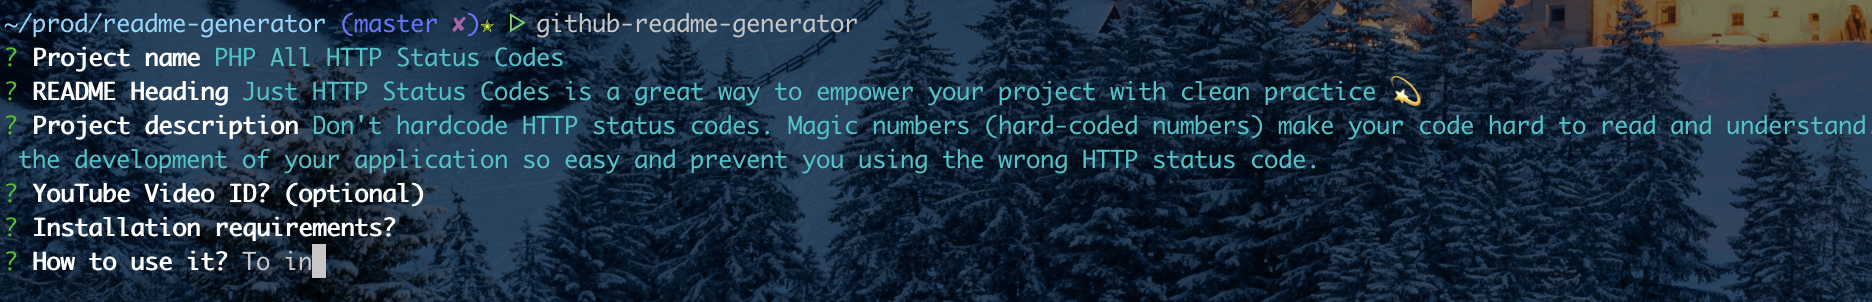 ~/prod/readme-generator (master ✘)✭ ▷ github-readme-generator
? Project name PHP All HTTP Status Codes
? README Heading Just HTTP Status Codes is a great way to empower your project with clean practice 💫
? Project description Don't hardcode HTTP status codes. Magic numbers (hard-coded numbers) make your code hard to read and understand
the development of your application so easy and prevent you using the wrong HTTP status code.
? YouTube Video ID? (optional)
? Installation requirements?
? How to use it? To in